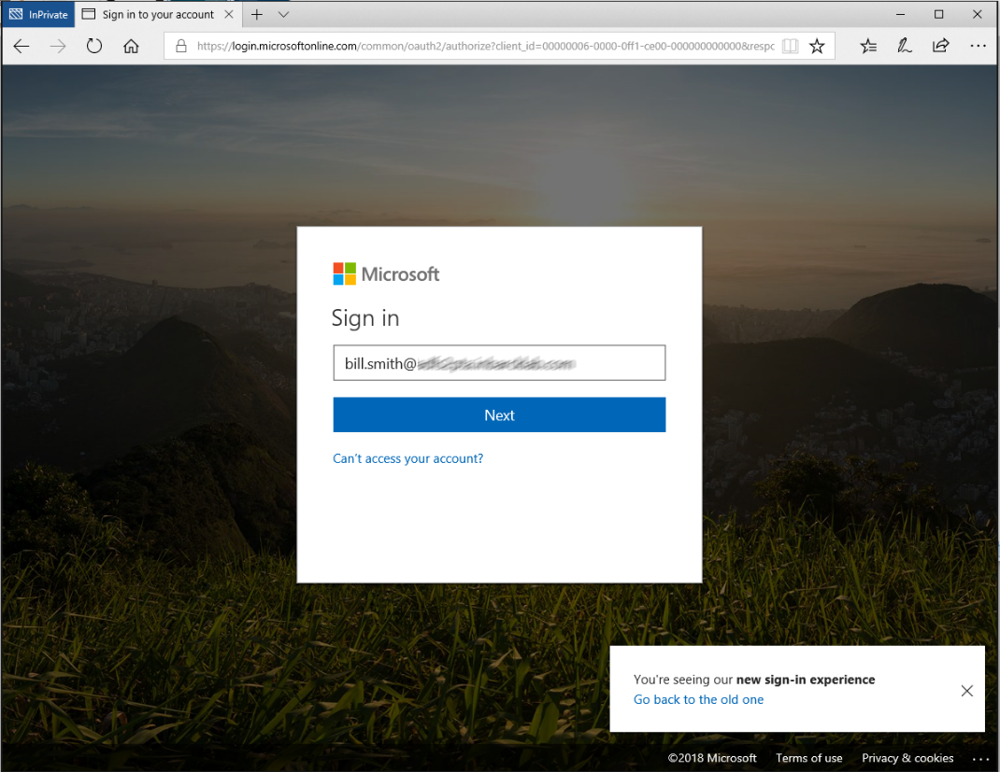 InPrivate
Sign in to your account
https://login.microsoftonline.com/common/oauth2/authorize?client_id=00000006-0000-0ff1-ce00-000000000000&respc
Microsoft
Sign in
bill.smith@
Next
Can't access your account?
You're seeing our new sign-in experience
Go back to the old one
©2018 Microsoft Terms of use Privacy & cookies ...